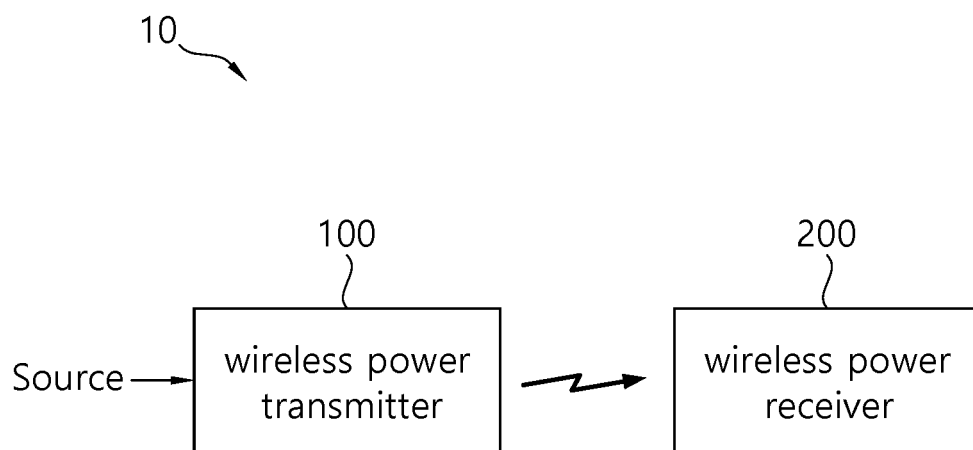 10
100
200
Source
wireless power
transmitter
wireless power
receiver